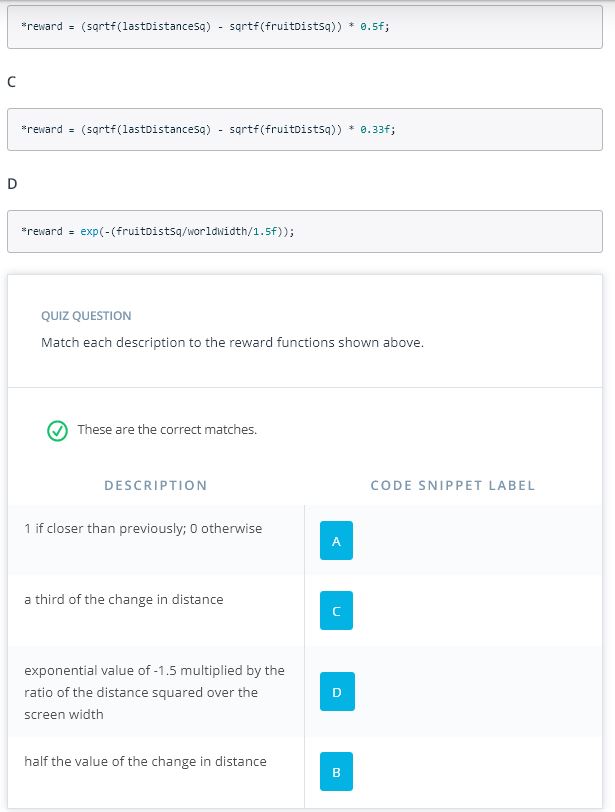 *reward = (sqrtf(lastDistanceSq) - sqrtf(fruitDistSq)) * 0.5f;
C
*reward = (sqrtf(lastDistanceSq) - sqrtf(fruitDistSq)) * 0.33f;
D
*reward = exp(-(fruitDistSq/worldWidth/1.5f));
QUIZ QUESTION
Match each description to the reward functions shown above.
These are the correct matches.
DESCRIPTION CODE SNIPPET LABEL
1 if closer than previously; 0 otherwise
A
a third of the change in distance
C
exponential value of -1.5 multiplied by the
ratio of the distance squared over the
screen width
D
half the value of the change in distance
B